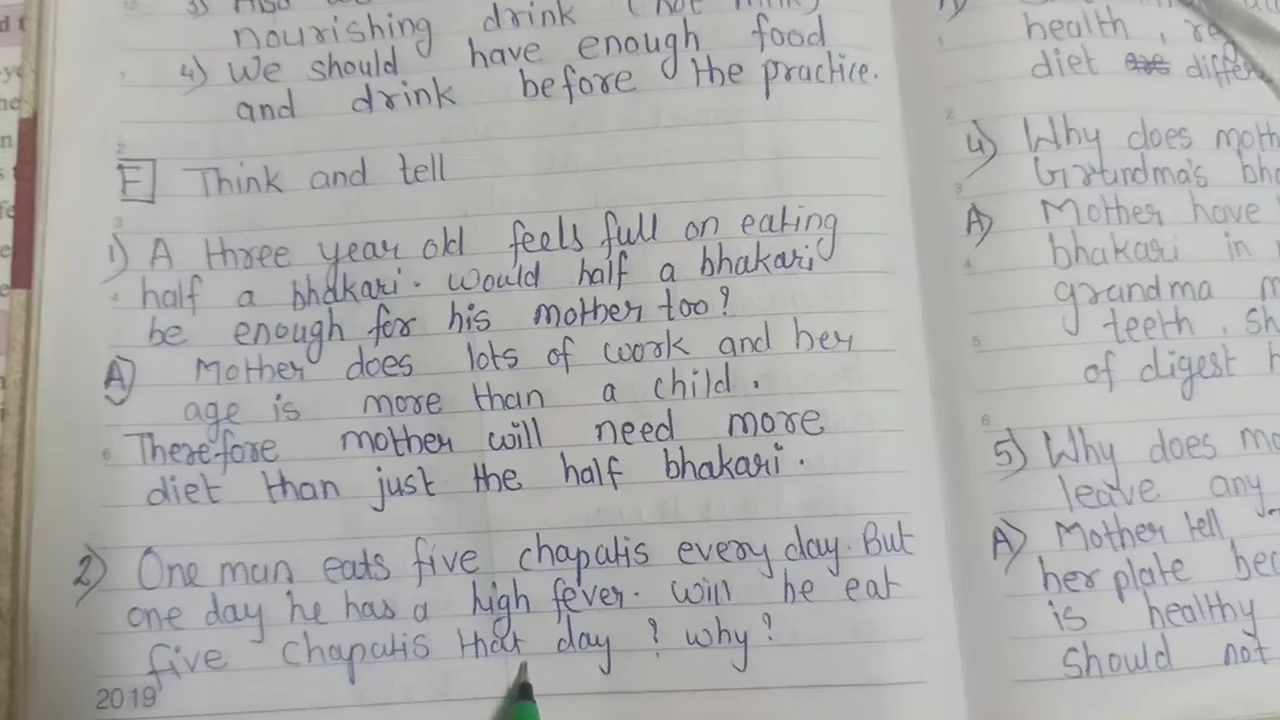 nourishing drink
4) We should have enough food
and drink before the practice.
E Think and tell
1) A three year old feels full on eating
half a bhakari. would half a bhakari
be enough for his mother too?
A) Mother does lots of work and her
age is more than a child.
Therefore mother will need more
diet than just the half bhakari.
2) One man eats five chapatis every day. But
one day he has a high fever. will he eat
five chapatis that day ? why?
2019
health,
diet
4) Why does
Grandma's
A) Mother have
bhakari in
grandma
teeth,
of digest
5) Why does
leave any
A) Mother tell
her plate
is healthy
should not